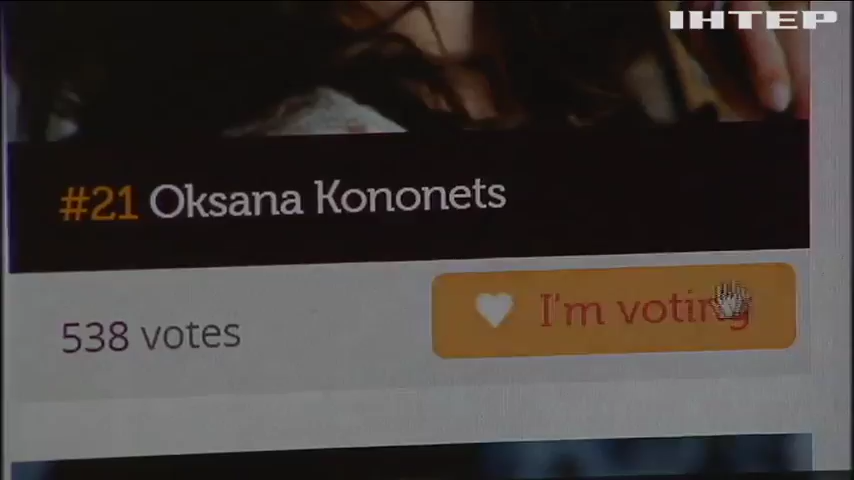 ІНТЕР
#21 Oksana Kononets
538 votes
I'm voting